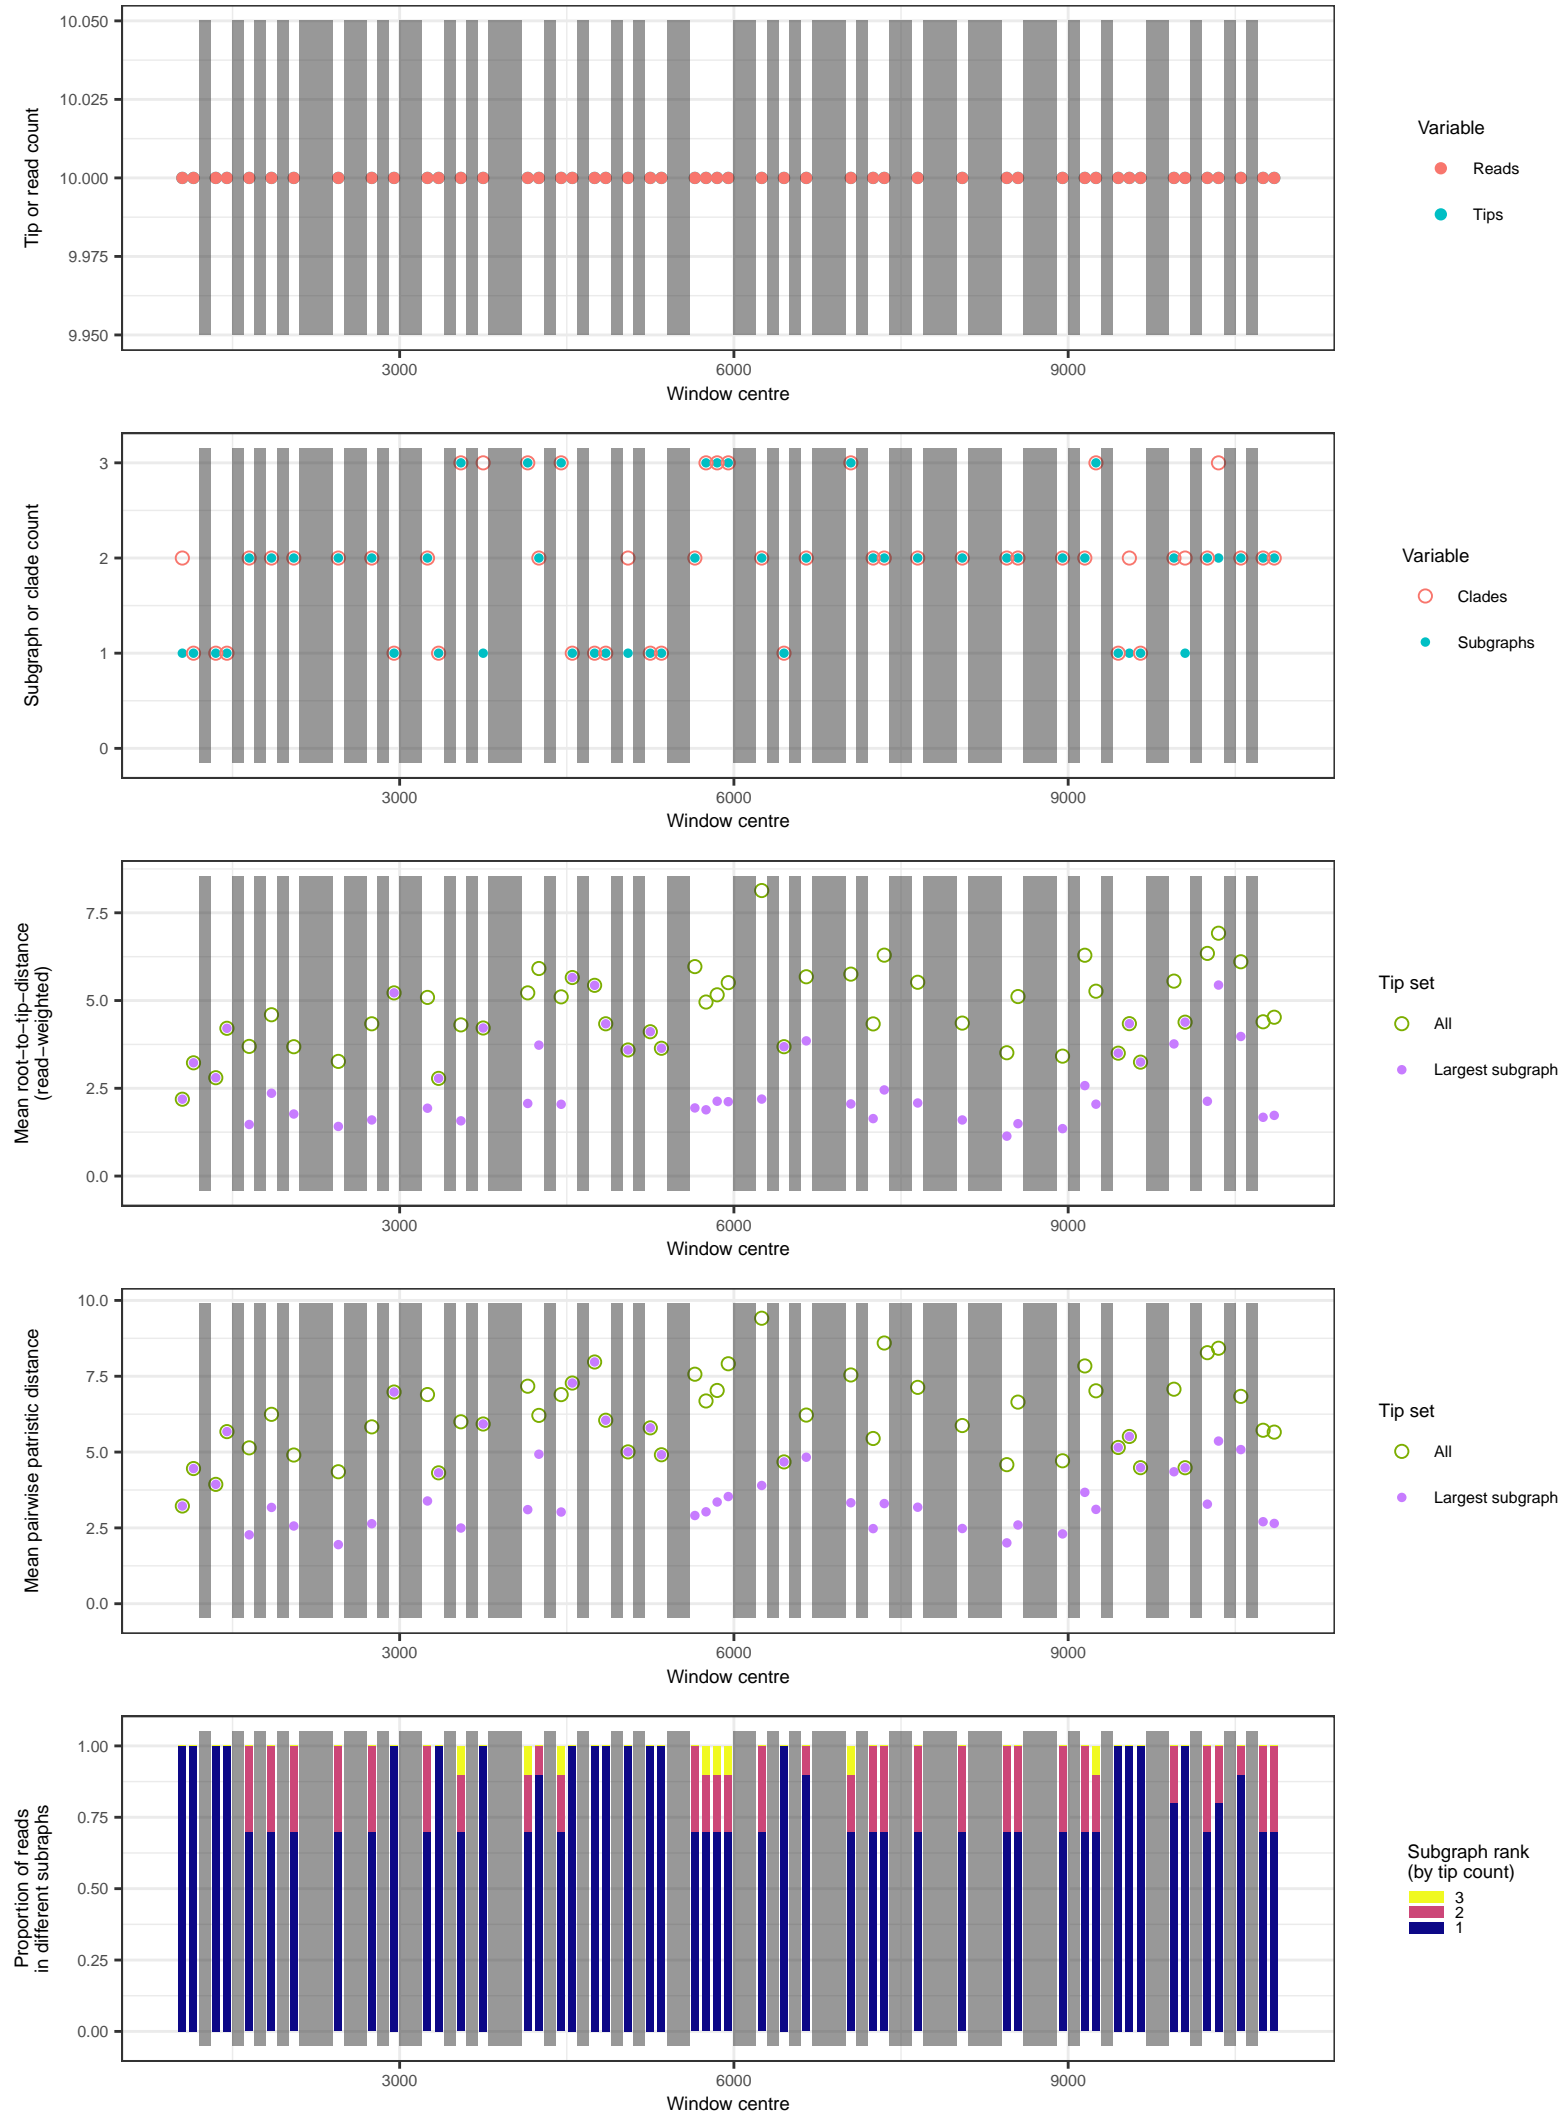 10.050
10.025
10.000
9.975
9.950
Tip or read count
3000
6000
9000
Window centre
Variable
Reads
Tips
3
2
1
0
Subgraph or clade count
3000
6000
9000
Window centre
Variable
Clades
Subgraphs
7.5
5.0
2.5
0.0
Mean root−to−tip−distance
(read−weighted)
3000
6000
9000
Window centre
Tip set
All
Largest subgraph
10.0
7.5
5.0
2.5
0.0
Mean pairwise patristic distance
3000
6000
9000
Window centre
Tip set
All
Largest subgraph
1.00
0.75
0.50
0.25
0.00
Proportion of reads
in different subraphs
3000
6000
9000
Window centre
Subgraph rank
(by tip count)
3
2
1